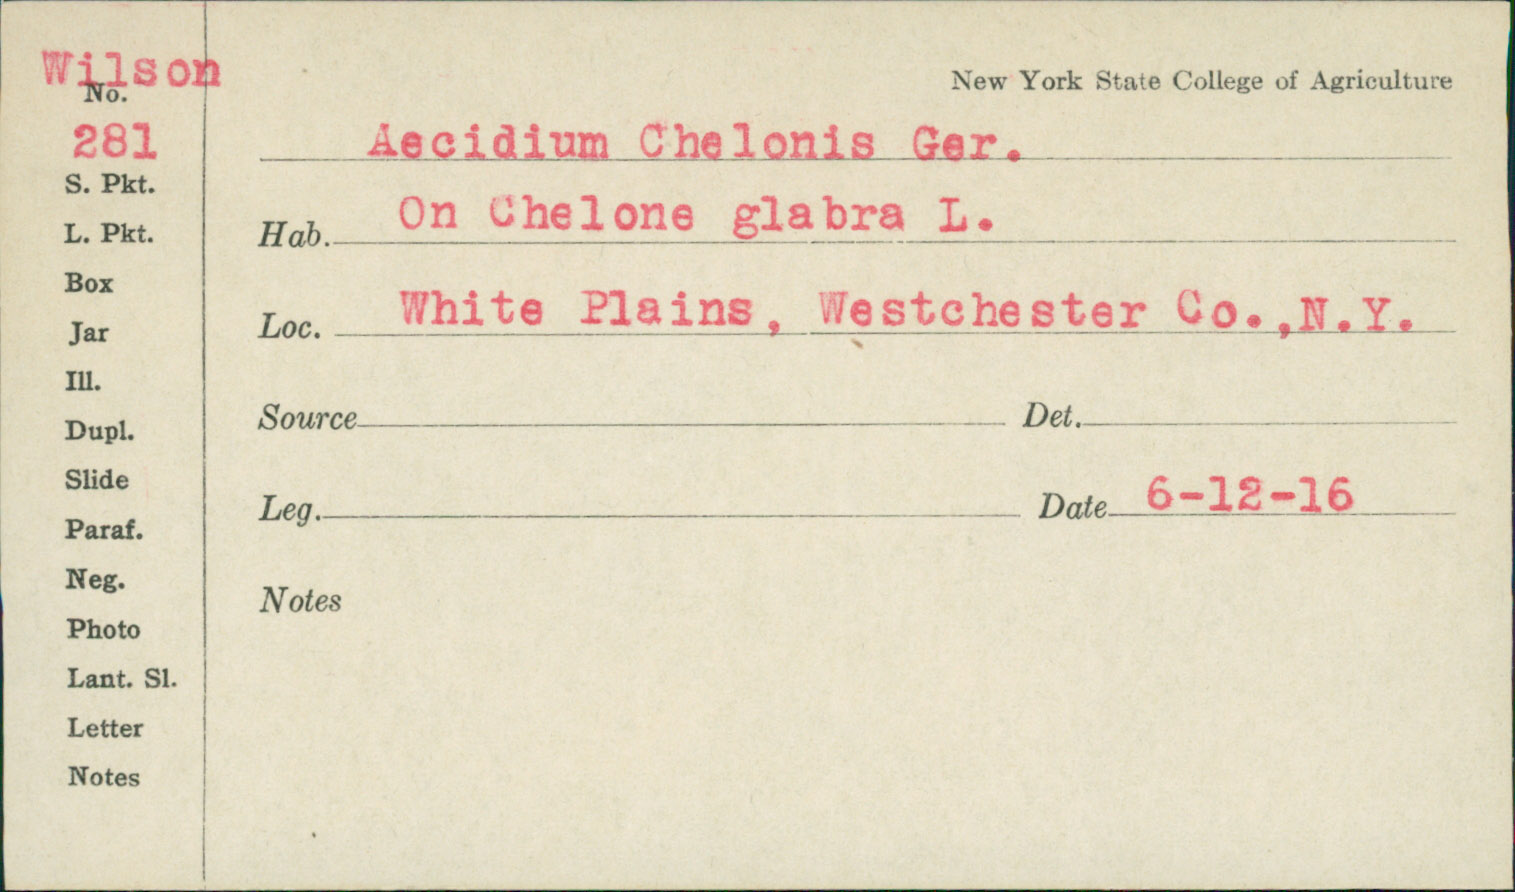 Wilson
No.
281
S. Pkt.
L. Pkt.
Box
Jar
Ill.
Dupl.
Slide
Paraf.
Neg.
Photo
Lant. Sl.
Letter
Notes
New York State College of Agriculture
Aecidium Chelonis Ger.
Hab. On Chelone glabra L.
Loc. White Plains, Westchester Co.,N.Y.
Source Det.
Leg. Date 6-12-16
Notes